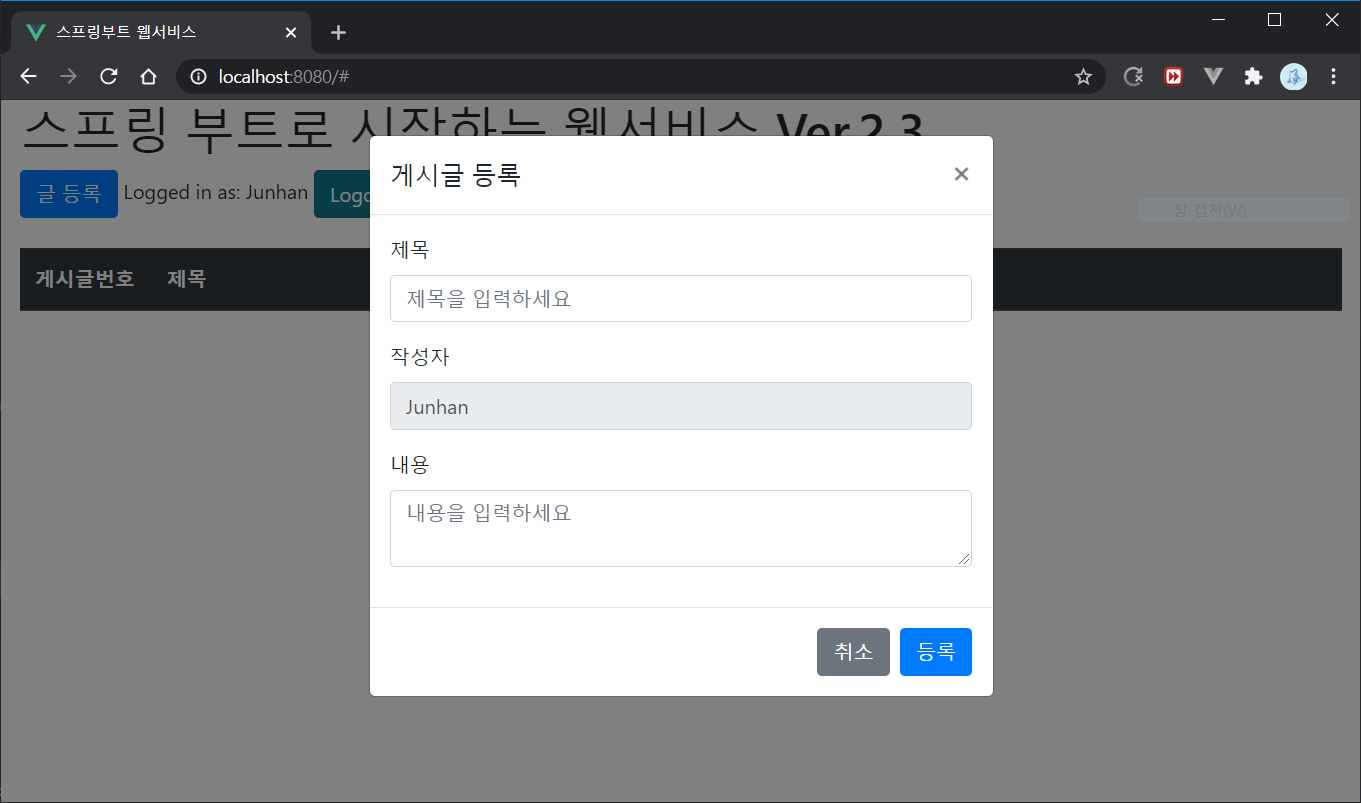 스프링부트 웹서비스
localhost:8080/#
스프링 부트로 시작하는 웹서비스 Ver.2.3
글 등록 Logged in as: Junhan
창 캡처(W)
게시글번호 제목
게시글 등록
제목
제목을 입력하세요
작성자
Junhan
내용
내용을 입력하세요
취소 등록